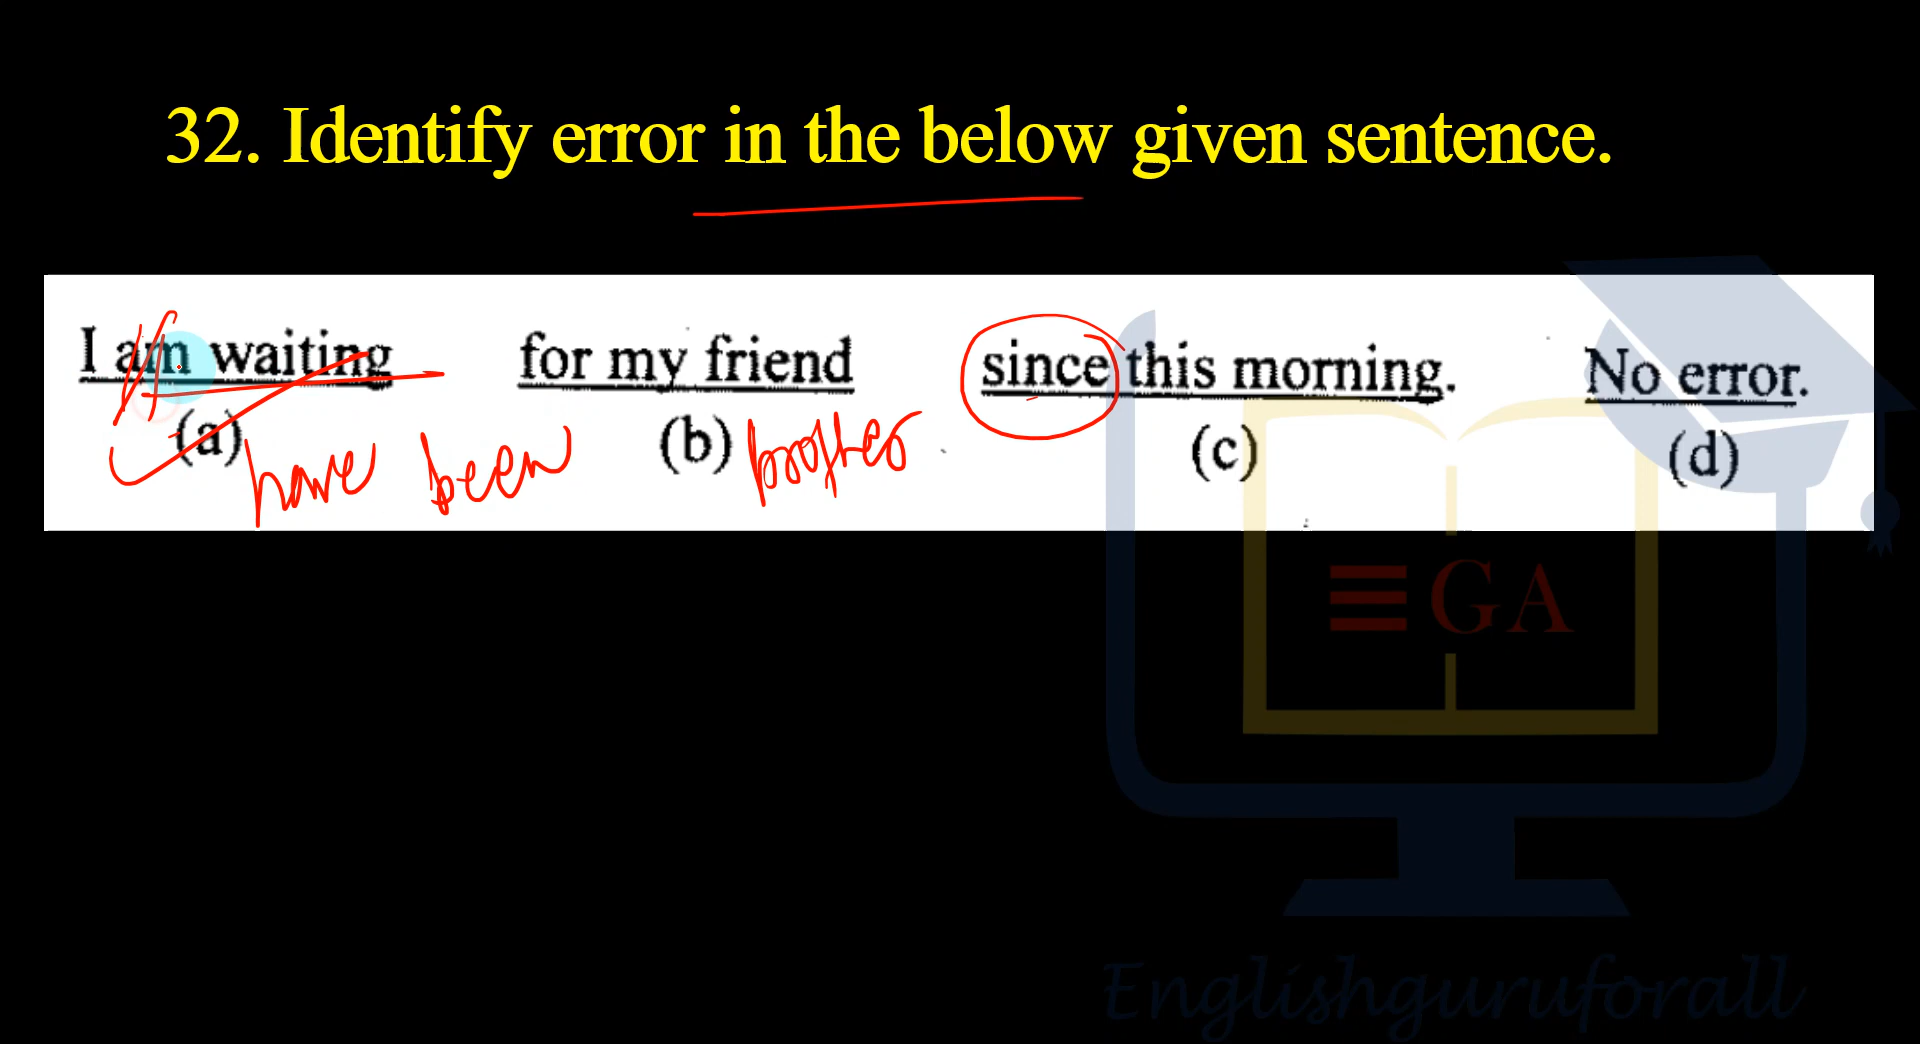 32. Identify error in the below given sentence.
I am waiting for my friend since this morning. No error.
(a) (b) (c) (d)
have been brother
≡GA
Englishguruforall